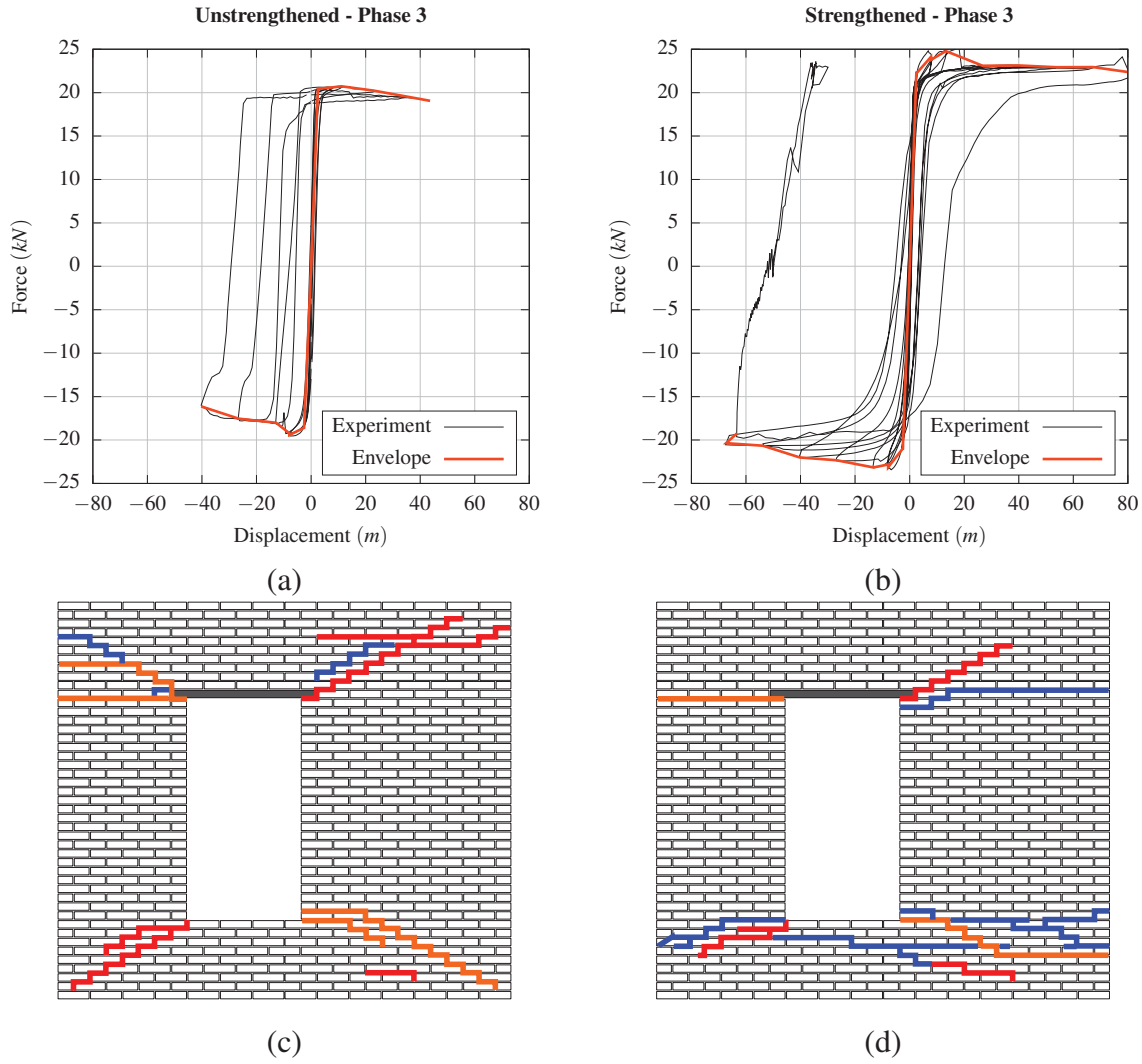 Unstrengthened - Phase 3
25
20
15
10
5
0
−5
−10
−15
−20
−25
Force (kN)
Experiment
Envelope
−80 −60 −40 −20 0 20 40 60 80
Displacement (m)
(a)
Strengthened - Phase 3
25
20
15
10
5
0
−5
−10
−15
−20
−25
Force (kN)
Experiment
Envelope
−80 −60 −40 −20 0 20 40 60 80
Displacement (m)
(b)
(c)
(d)